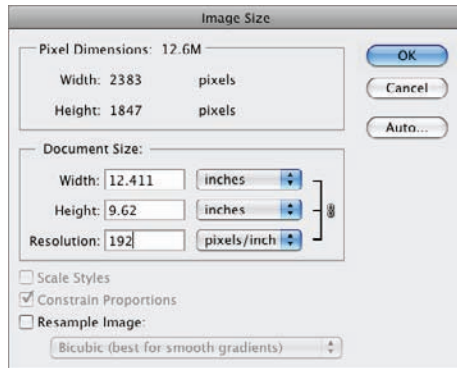 Image Size
Pixel Dimensions: 12.6M
Width: 2383 pixels
Height: 1847 pixels
OK
Cancel
Auto...
Document Size:
Width: 12.411 inches
Height: 9.62 inches
Resolution: 192 pixels/inch
Scale Styles
Constrain Proportions
Resample Image:
Bicubic (best for smooth gradients)